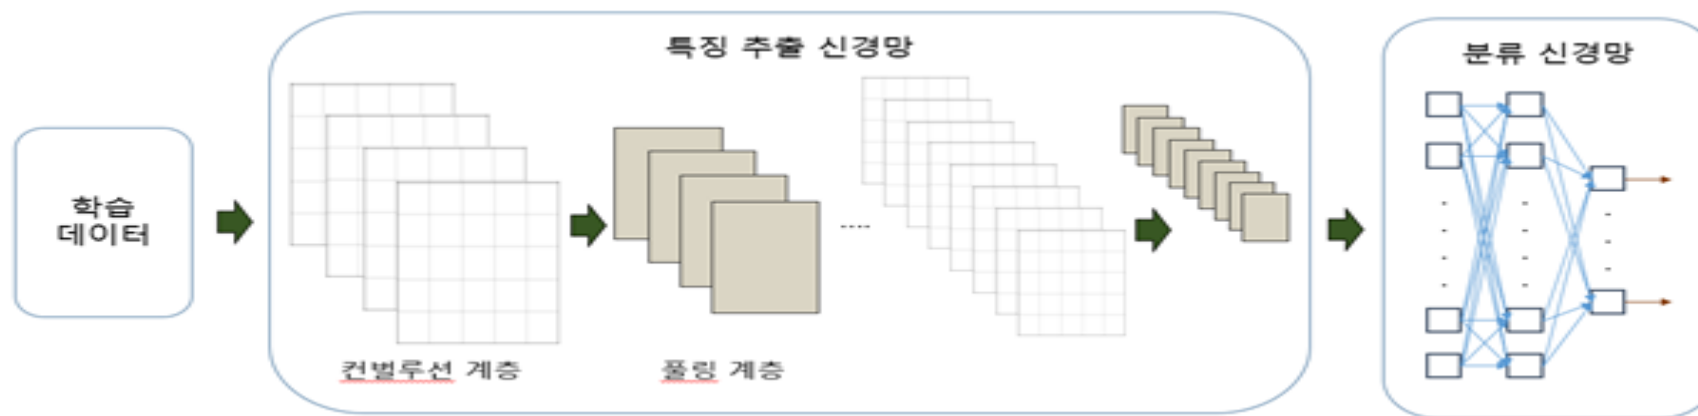 특징 추출 신경망
분류 신경망
학습
데이터
....
컨벌루션 계층
풀링 계층